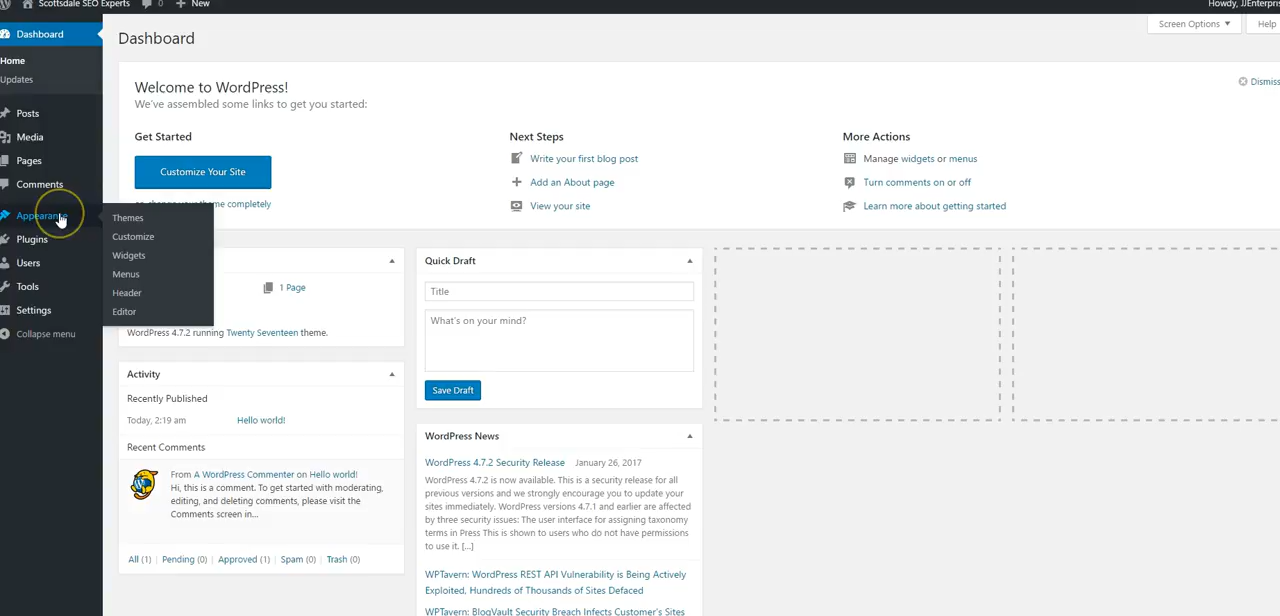 Scottsdale SEO Experts
0
New
Howdy, JJEnterpris
Dashboard
Home
Updates
Posts
Media
Pages
Comments
Appearance
Plugins
Users
Tools
Settings
Collapse menu
Themes
Customize
Widgets
Menus
Header
Editor
Dashboard
Screen Options ▼
Help
Welcome to WordPress!
We've assembled some links to get you started:
Dismiss
Get Started
Customize Your Site
or change your theme completely
Next Steps
Write your first blog post
Add an About page
View your site
More Actions
Manage widgets or menus
Turn comments on or off
Learn more about getting started
1 Page
WordPress 4.7.2 running Twenty Seventeen theme.
Activity
Recently Published
Today, 2:19 am Hello world!
Recent Comments
From A WordPress Commenter on Hello world!
Hi, this is a comment. To get started with moderating,
editing, and deleting comments, please visit the
Comments screen in...
All (1) | Pending (0) | Approved (1) | Spam (0) | Trash (0)
Quick Draft
Title
What's on your mind?
Save Draft
WordPress News
WordPress 4.7.2 Security Release January 26, 2017
WordPress 4.7.2 is now available. This is a security release for all
previous versions and we strongly encourage you to update your
sites immediately. WordPress versions 4.7.1 and earlier are affected
by three security issues: The user interface for assigning taxonomy
terms in Press This is shown to users who do not have permissions
to use it. [...]
WPTavern: WordPress REST API Vulnerability is Being Actively
Exploited, Hundreds of Thousands of Sites Defaced
WPTavern: BlogVault Security Breach Infects Customer's Sites